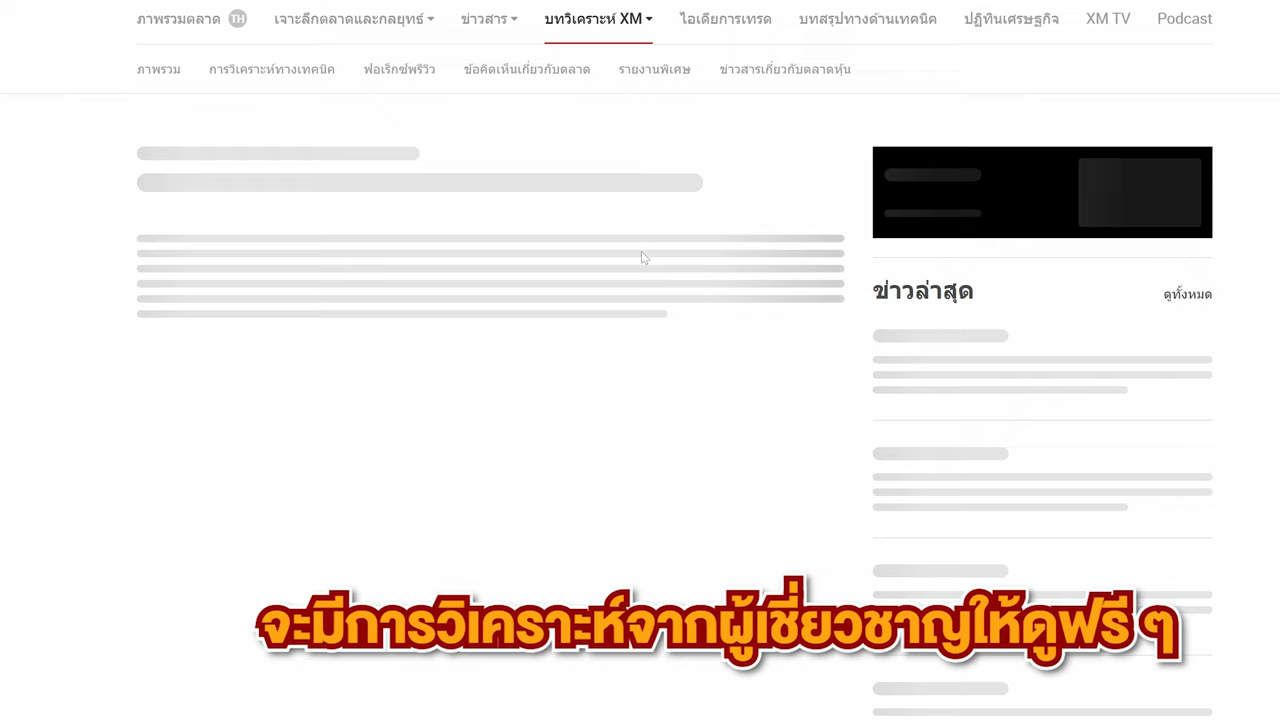 ภาพรวมตลาด TH เจาะลึกตลาดและกลยุทธ์ ข่าวสาร บทวิเคราะห์ XM ไอเดียการเทรด บทสรุปทางด้านเทคนิค ปฏิทินเศรษฐกิจ XM TV Podcast
ภาพรวม การวิเคราะห์ทางเทคนิค ฟอเร็กซ์พรีวิว ข้อคิดเห็นเกี่ยวกับตลาด รายงานพิเศษ ข่าวสารเกี่ยวกับตลาดหุ้น
ข่าวล่าสุด ดูทั้งหมด
จะมีการวิเคราะห์จากผู้เชี่ยวชาญให้ดูฟรี ๆ